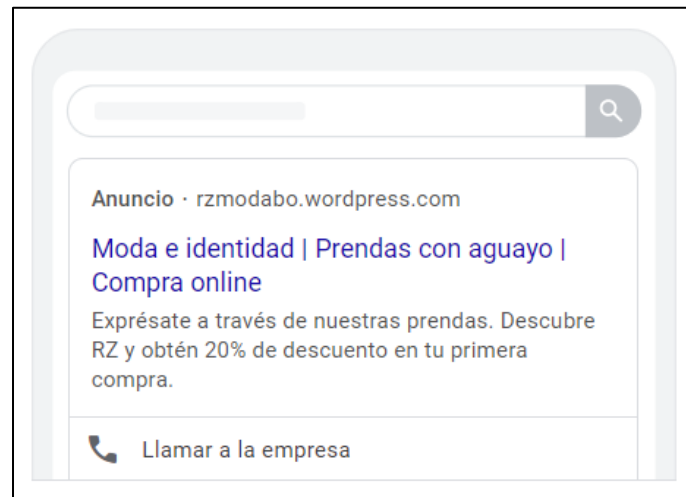 Anuncio · rzmodabo.wordpress.com
Moda e identidad | Prendas con aguayo |
Compra online
Exprésate a través de nuestras prendas. Descubre
RZ y obtén 20% de descuento en tu primera
compra.
Llamar a la empresa